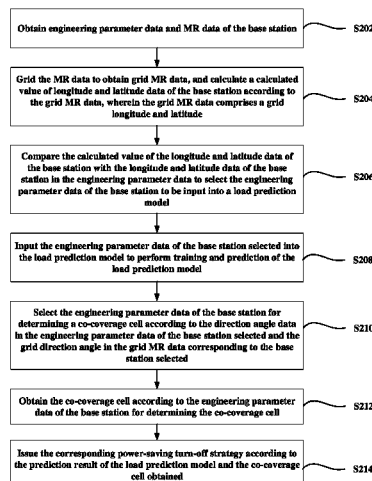 Obtain engineering parameter data and MR data of the base station
S202
Grid the MR data to obtain grid MR data, and calculate a calculated
value of longitude and latitude data of the base station according to
the grid MR data, wherein the grid MR data comprises a grid
longitude and latitude
S204
Compare the calculated value of the longitude and latitude data of
the base station with the longitude and latitude data of the base
station in the engineering parameter data to select the engineering
parameter data of the base station to be input into a load prediction
model
S206
Input the engineering parameter data of the base station selected into
the load prediction model to perform training and prediction of the
load prediction model
S208
Select the engineering parameter data of the base station for
determining a co-coverage cell according to the direction angle data
in the engineering parameter data of the base station selected and the
grid direction angle in the grid MR data corresponding to the base
station selected
S210
Obtain the co-coverage cell according to the engineering parameter
data of the base station for determining the co-coverage cell
S212
Issue the corresponding power-saving turn-off strategy according to
the prediction result of the load prediction model and the co-coverage
cell obtained
S214